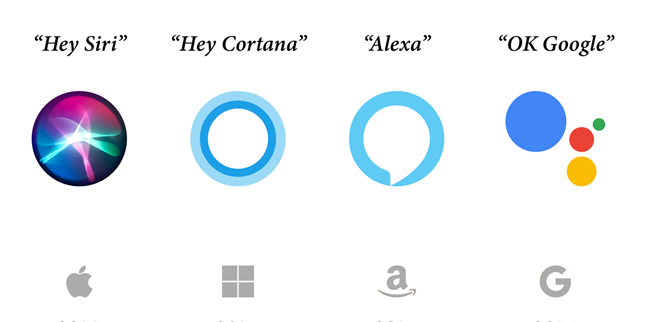 “Hey Siri” “Hey Cortana” “Alexa” “OK Google”